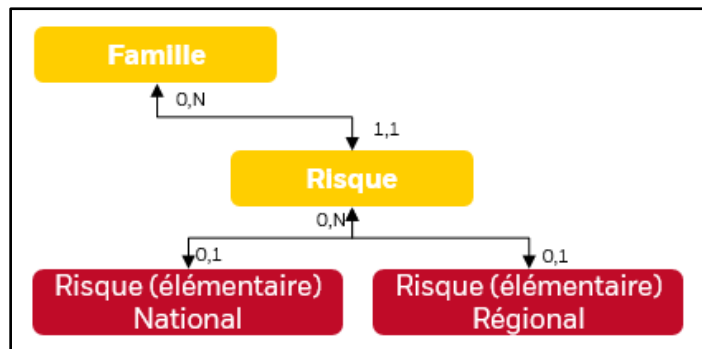 Famille
0,N
1,1
Risque
0,N
0,1
0,1
Risque (élémentaire)
National
Risque (élémentaire)
Régional